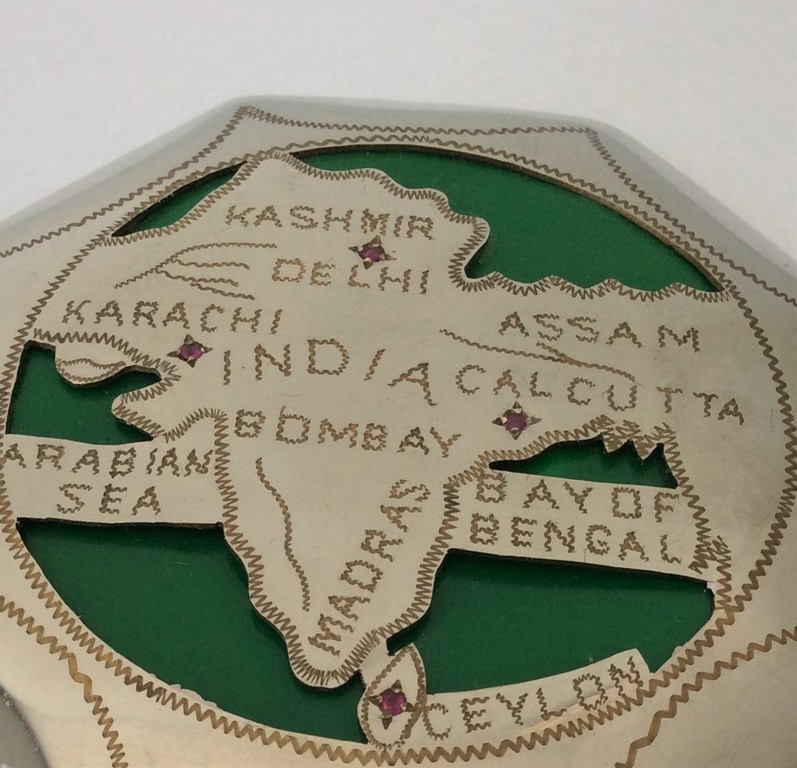 KASHMIR
DELHI
KARACHI
ASSAM
INDIA
CALCUTTA
BOMBAY
ARABIAN
SEA
MADRAS
BAY OF
BENGAL
CEYLON